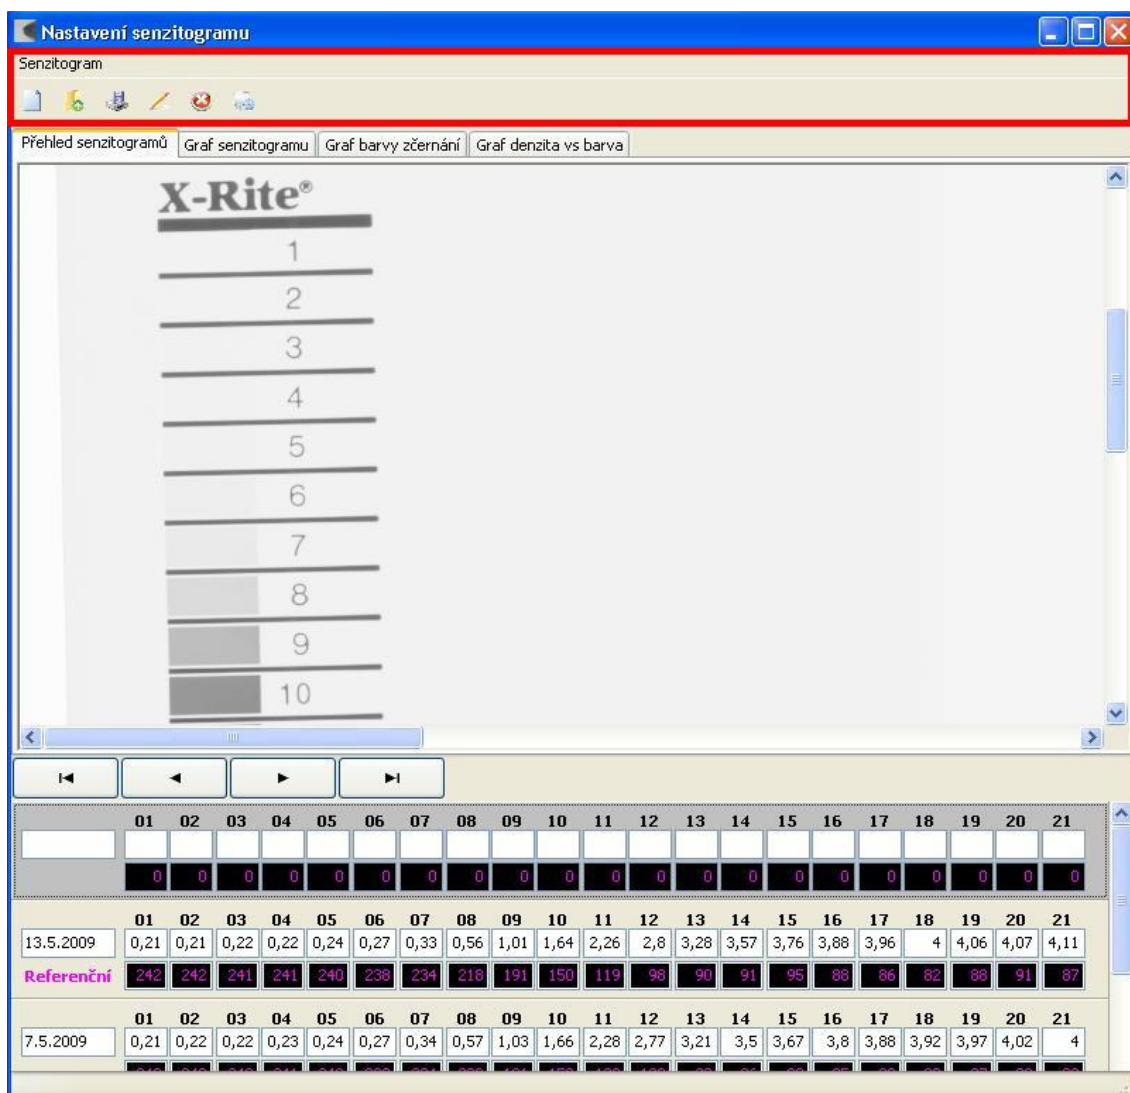 Nastavení senzitogramu
Senzitogram
Přehled senzitogramů Graf senzitogramu Graf barvy zčernání Graf denzita vs barva
X-Rite®
1
2
3
4
5
6
7
8
9
10
01 02 03 04 05 06 07 08 09 10 11 12 13 14 15 16 17 18 19 20 21
0 0 0 0 0 0 0 0 0 0 0 0 0 0 0 0 0 0 0 0 0
01 02 03 04 05 06 07 08 09 10 11 12 13 14 15 16 17 18 19 20 21
13.5.2009 0,21 0,21 0,22 0,22 0,24 0,27 0,33 0,56 1,01 1,64 2,26 2,8 3,28 3,57 3,76 3,88 3,96 4 4,06 4,07 4,11
Referenční 242 242 241 241 240 238 234 218 191 150 119 98 90 91 95 88 86 82 88 91 87
01 02 03 04 05 06 07 08 09 10 11 12 13 14 15 16 17 18 19 20 21
7.5.2009 0,21 0,22 0,22 0,23 0,24 0,27 0,34 0,57 1,03 1,66 2,28 2,77 3,21 3,5 3,67 3,8 3,88 3,92 3,97 4,02 4